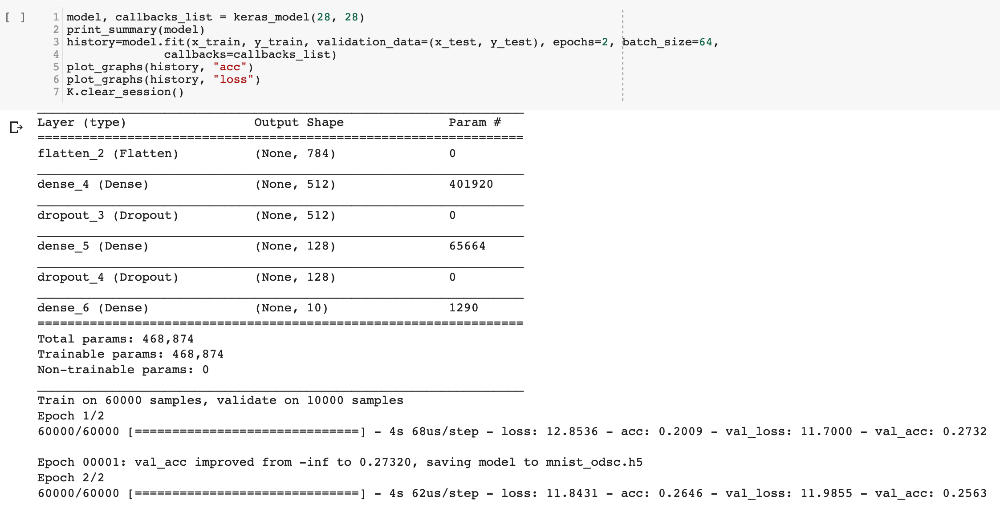 [ ]
1 model, callbacks_list = keras_model(28, 28)
2 print_summary(model)
3 history=model.fit(x_train, y_train, validation_data=(x_test, y_test), epochs=2, batch_size=64,
4               callbacks=callbacks_list)
5 plot_graphs(history, "acc")
6 plot_graphs(history, "loss")
7 K.clear_session()
_________________________________________________________________
Layer (type)                 Output Shape              Param #
=================================================================
flatten_2 (Flatten)          (None, 784)               0
_________________________________________________________________
dense_4 (Dense)              (None, 512)               401920
_________________________________________________________________
dropout_3 (Dropout)          (None, 512)               0
_________________________________________________________________
dense_5 (Dense)              (None, 128)               65664
_________________________________________________________________
dropout_4 (Dropout)          (None, 128)               0
_________________________________________________________________
dense_6 (Dense)              (None, 10)                1290
=================================================================
Total params: 468,874
Trainable params: 468,874
Non-trainable params: 0
_________________________________________________________________
Train on 60000 samples, validate on 10000 samples
Epoch 1/2
60000/60000 [==============================] - 4s 68us/step - loss: 12.8536 - acc: 0.2009 - val_loss: 11.7000 - val_acc: 0.2732
Epoch 00001: val_acc improved from -inf to 0.27320, saving model to mnist_odsc.h5
Epoch 2/2
60000/60000 [==============================] - 4s 62us/step - loss: 11.8431 - acc: 0.2646 - val_loss: 11.9855 - val_acc: 0.2563